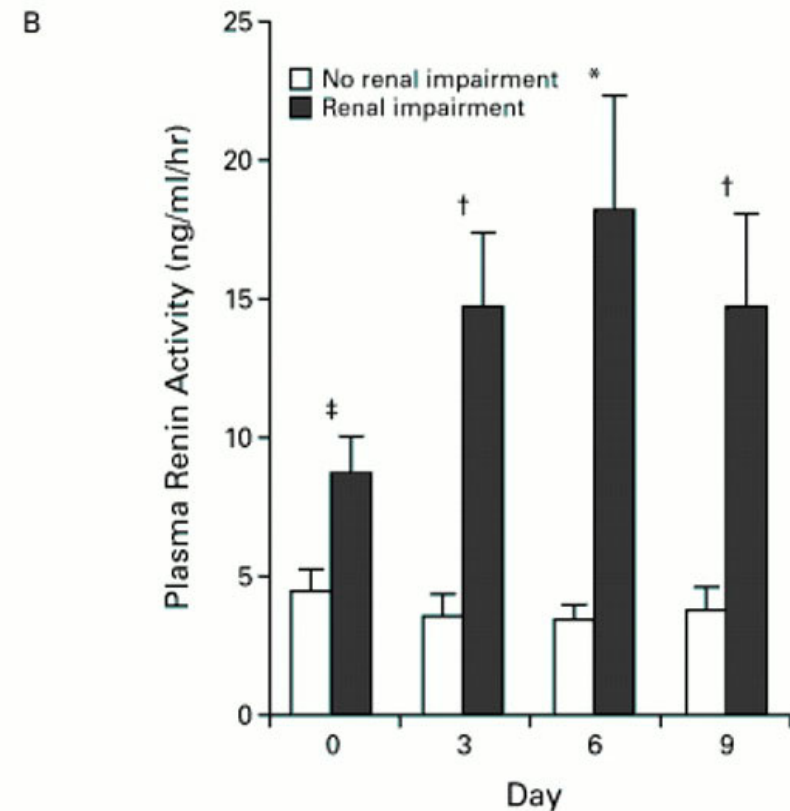 B
25
No renal impairment
Renal impairment
*
20
†
†
15
‡
10
5
0
Plasma Renin Activity (ng/ml/hr)
0 3 6 9
Day